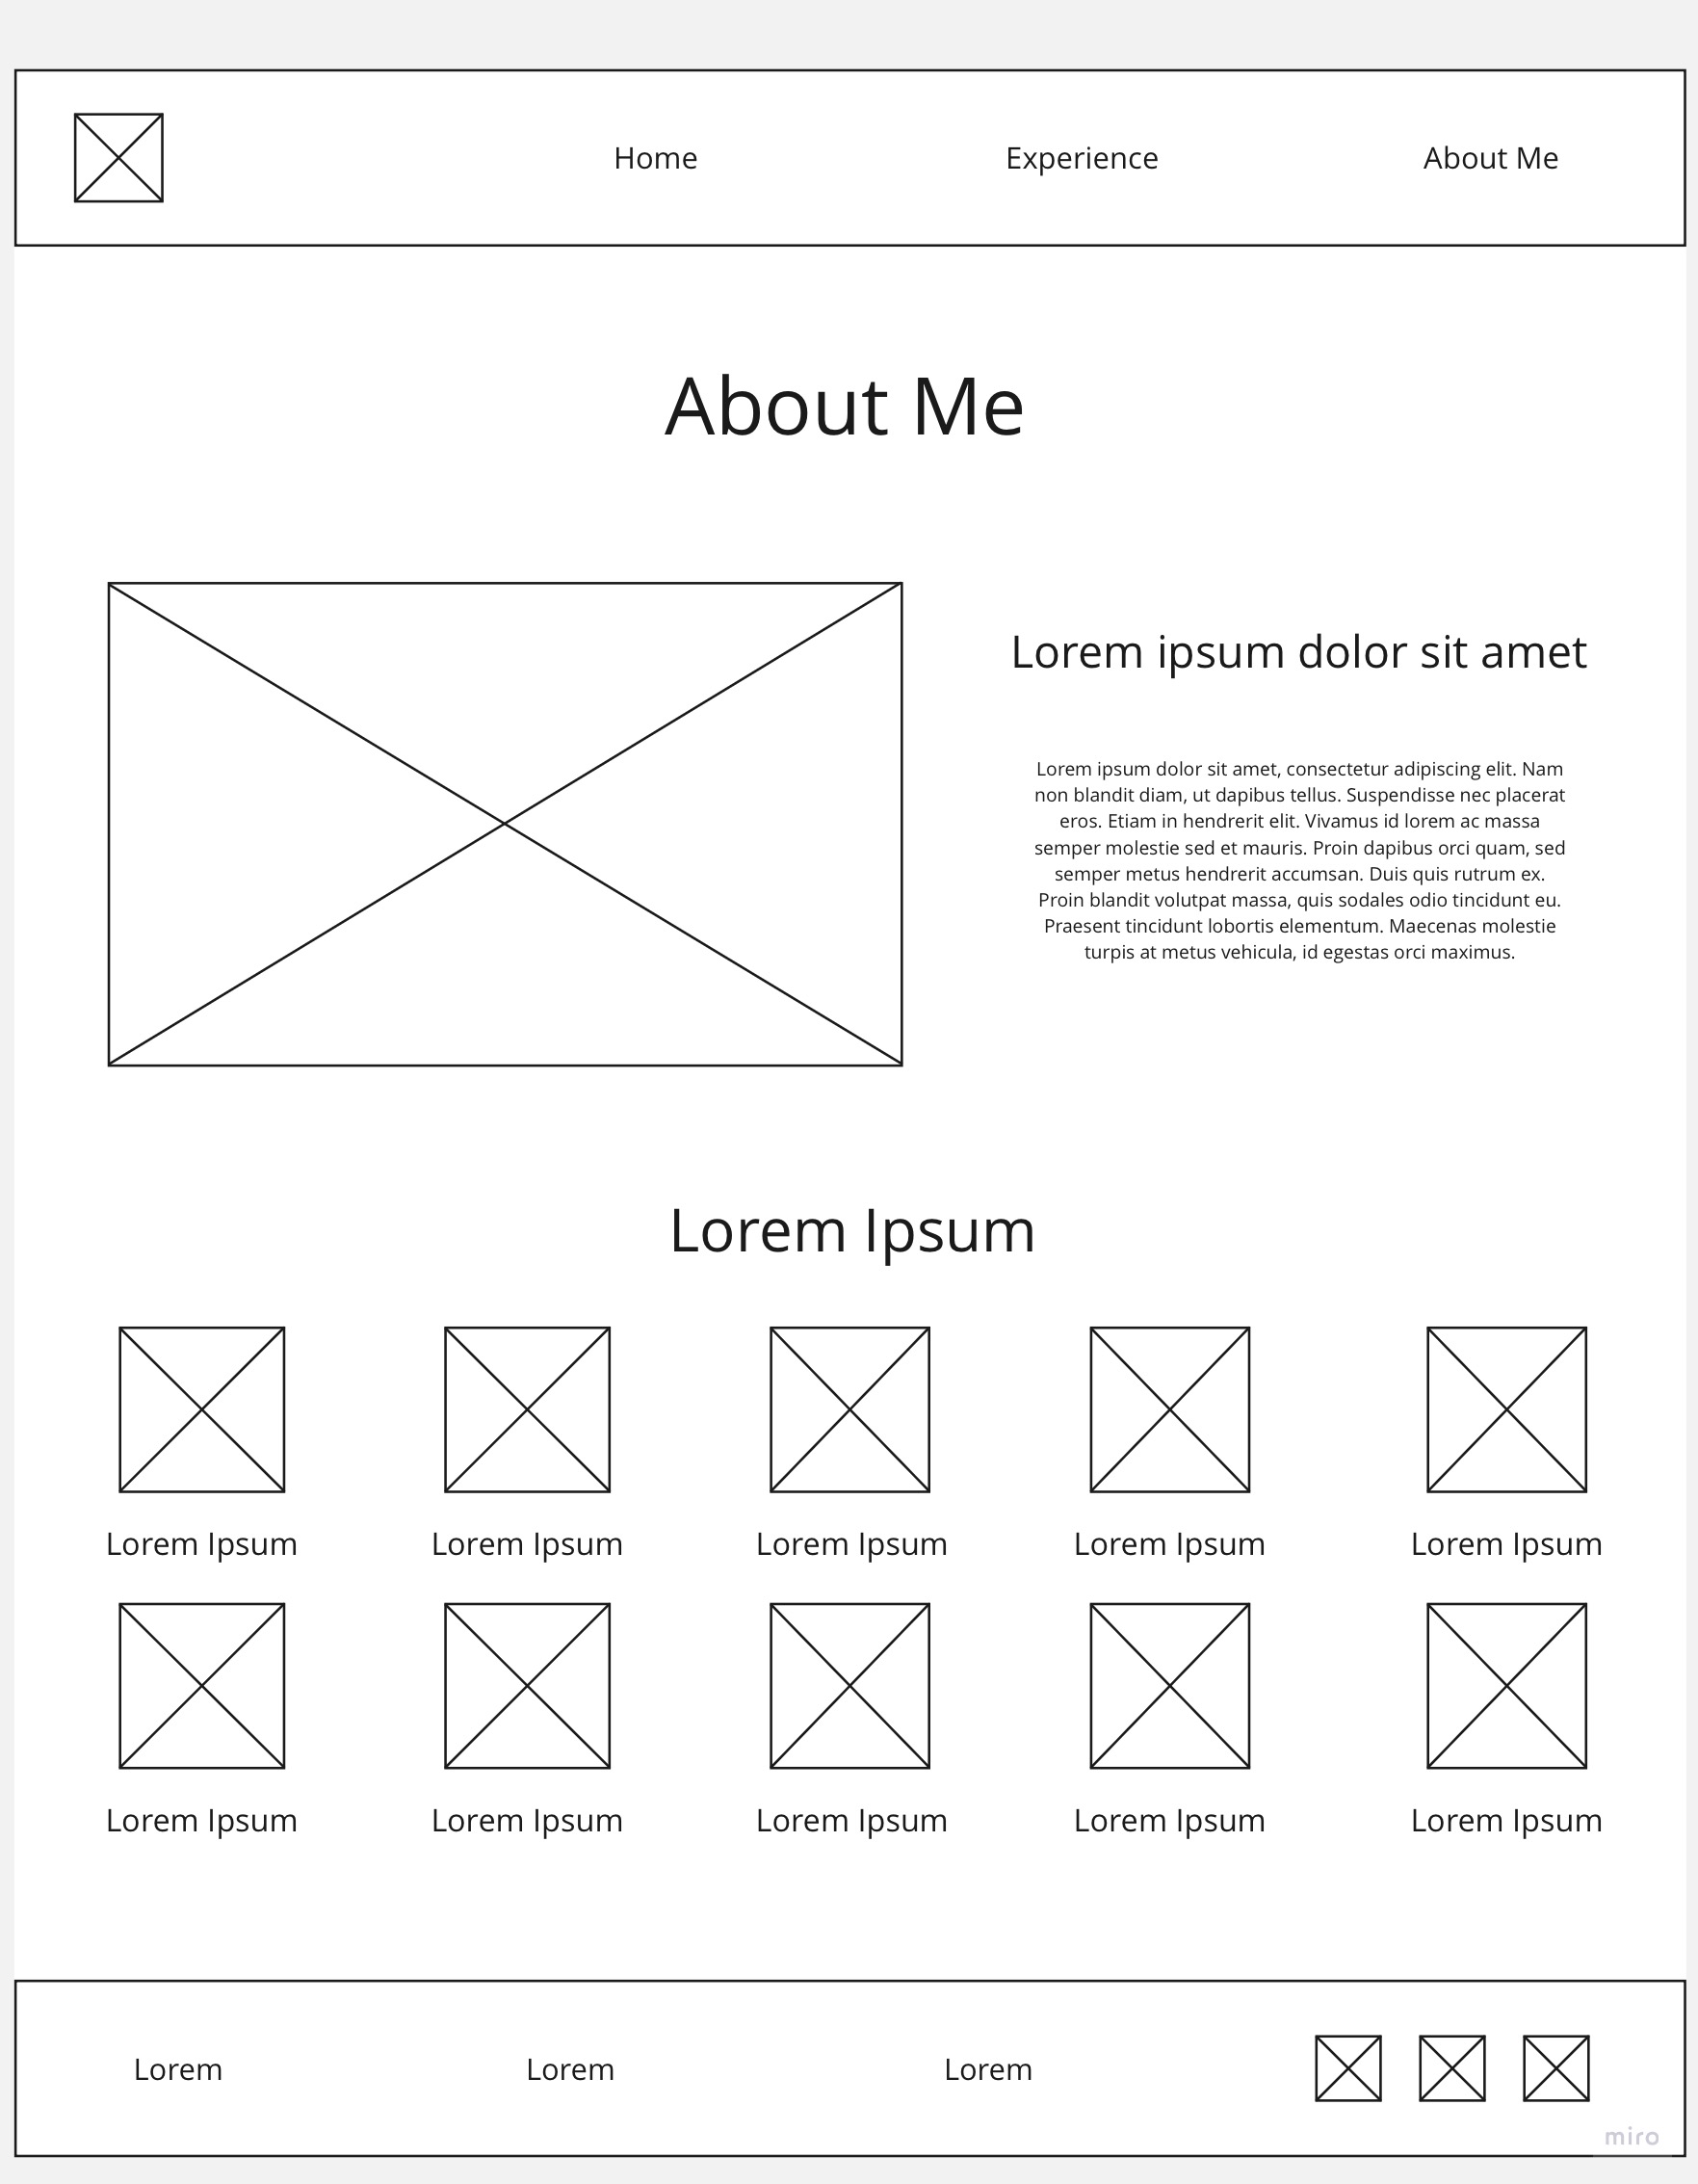 Home Experience About Me
About Me
Lorem ipsum dolor sit amet
Lorem ipsum dolor sit amet, consectetur adipiscing elit. Nam
non blandit diam, ut dapibus tellus. Suspendisse nec placerat
eros. Etiam in hendrerit elit. Vivamus id lorem ac massa
semper molestie sed et mauris. Proin dapibus orci quam, sed
semper metus hendrerit accumsan. Duis quis rutrum ex.
Proin blandit volutpat massa, quis sodales odio tincidunt eu.
Praesent tincidunt lobortis elementum. Maecenas molestie
turpis at metus vehicula, id egestas orci maximus.
Lorem Ipsum
Lorem Ipsum Lorem Ipsum Lorem Ipsum Lorem Ipsum Lorem Ipsum
Lorem Ipsum Lorem Ipsum Lorem Ipsum Lorem Ipsum Lorem Ipsum
Lorem Lorem Lorem
miro